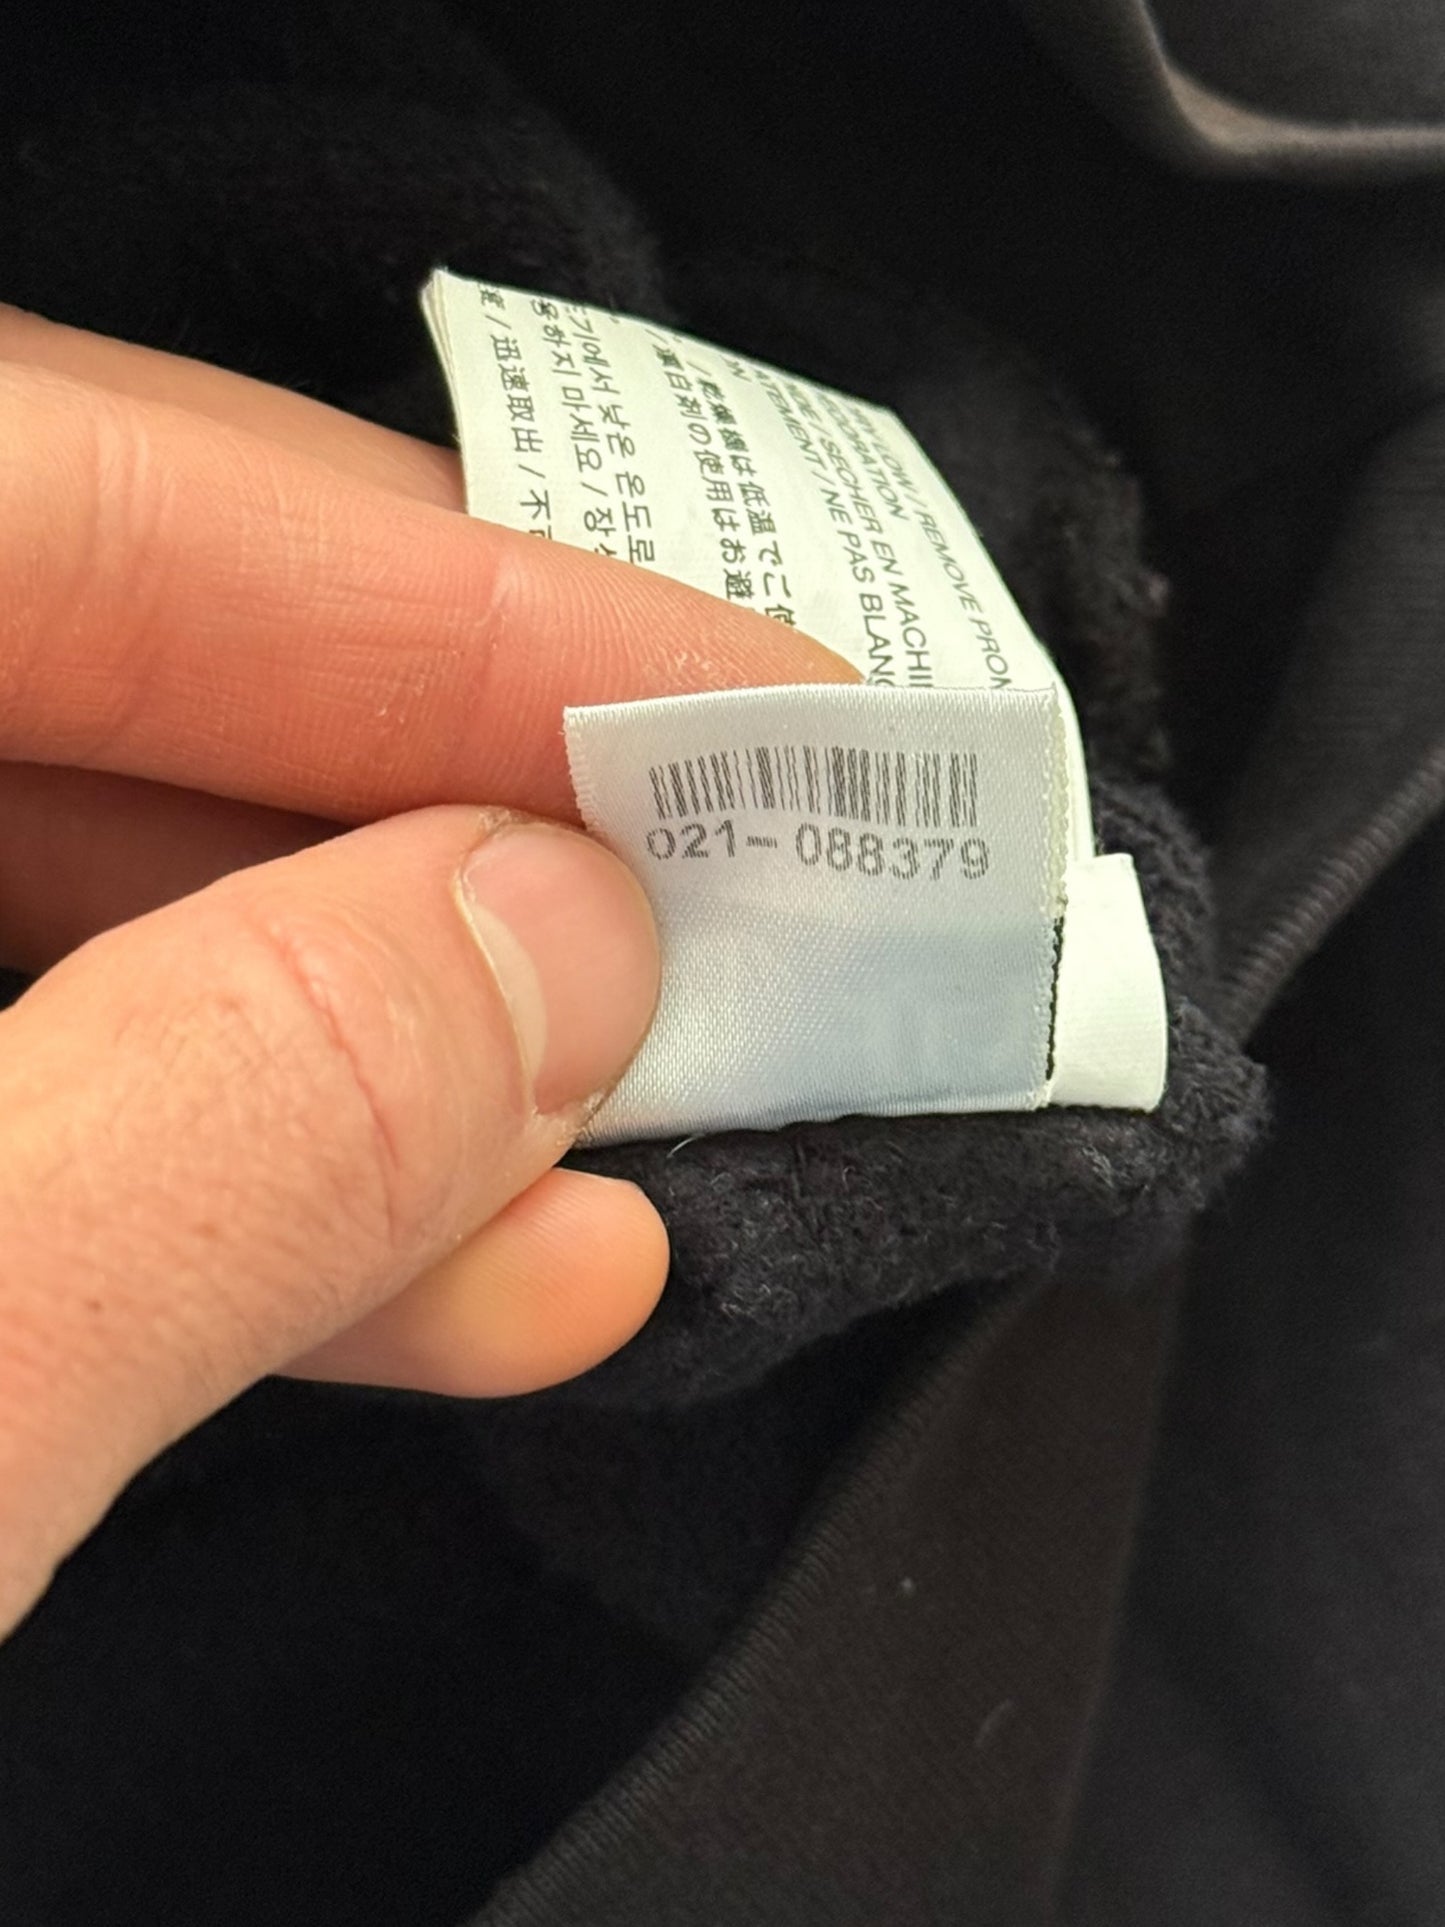 / REMOVE PROM
/ SECHER EN MACHI
/ NE PAS BLANC
乾燥機は低温でご使
漂白剤の使用はお避
기에서 낮은 온도로
하지 마세요 /
/ 迅速取出 / 不可
021-088379